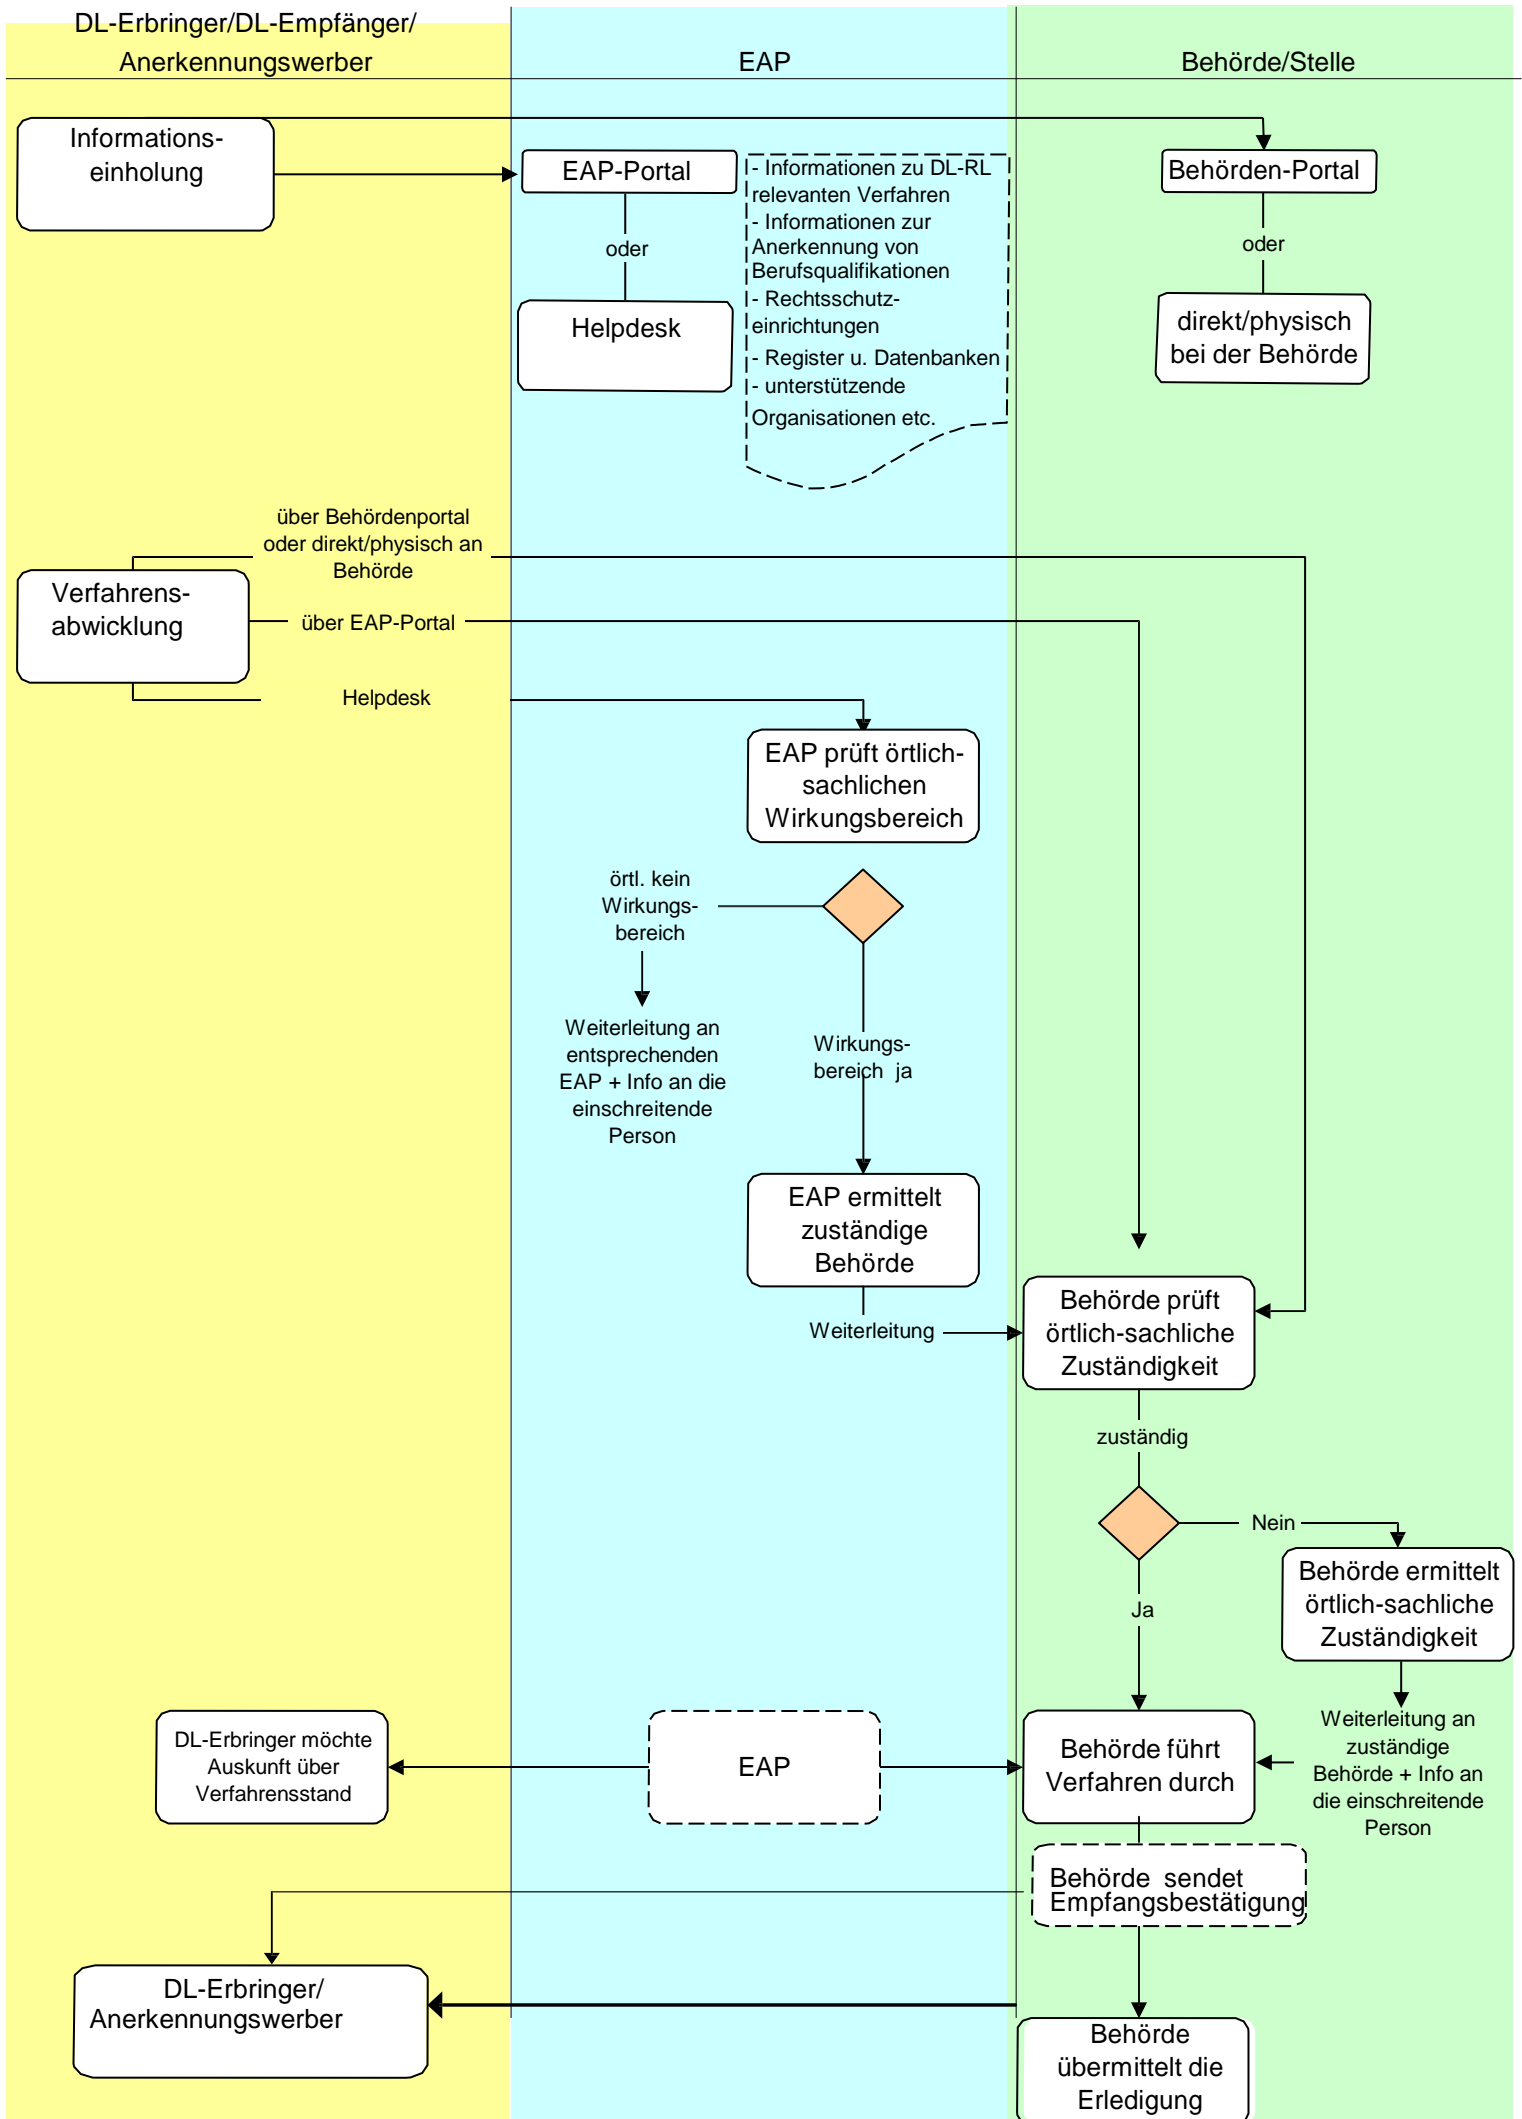 DL-Erbringer/DL-Empfänger/
Anerkennungswerber
EAP
Behörde/Stelle
Informations-
einholung
EAP-Portal
oder
Helpdesk
- Informationen zu DL-RL
relevanten Verfahren
- Informationen zur
Anerkennung von
Berufsqualifikationen
- Rechtsschutz-
einrichtungen
- Register u. Datenbanken
- unterstützende
Organisationen etc.
Behörden-Portal
oder
direkt/physisch
bei der Behörde
über Behördenportal
oder direkt/physisch an
Behörde
Verfahrens-
abwicklung
über EAP-Portal
Helpdesk
EAP prüft örtlich-
sachlichen
Wirkungsbereich
örtl. kein
Wirkungs-
bereich
Weiterleitung an
entsprechenden
EAP + Info an die
einschreitende
Person
Wirkungs-
bereich ja
EAP ermittelt
zuständige
Behörde
Weiterleitung
Behörde prüft
örtlich-sachliche
Zuständigkeit
zuständig
Nein
Ja
Behörde ermittelt
örtlich-sachliche
Zuständigkeit
Weiterleitung an
zuständige
Behörde + Info an
die einschreitende
Person
DL-Erbringer möchte
Auskunft über
Verfahrensstand
EAP
Behörde führt
Verfahren durch
Behörde sendet
Empfangsbestätigung
DL-Erbringer/
Anerkennungswerber
Behörde
übermittelt die
Erledigung